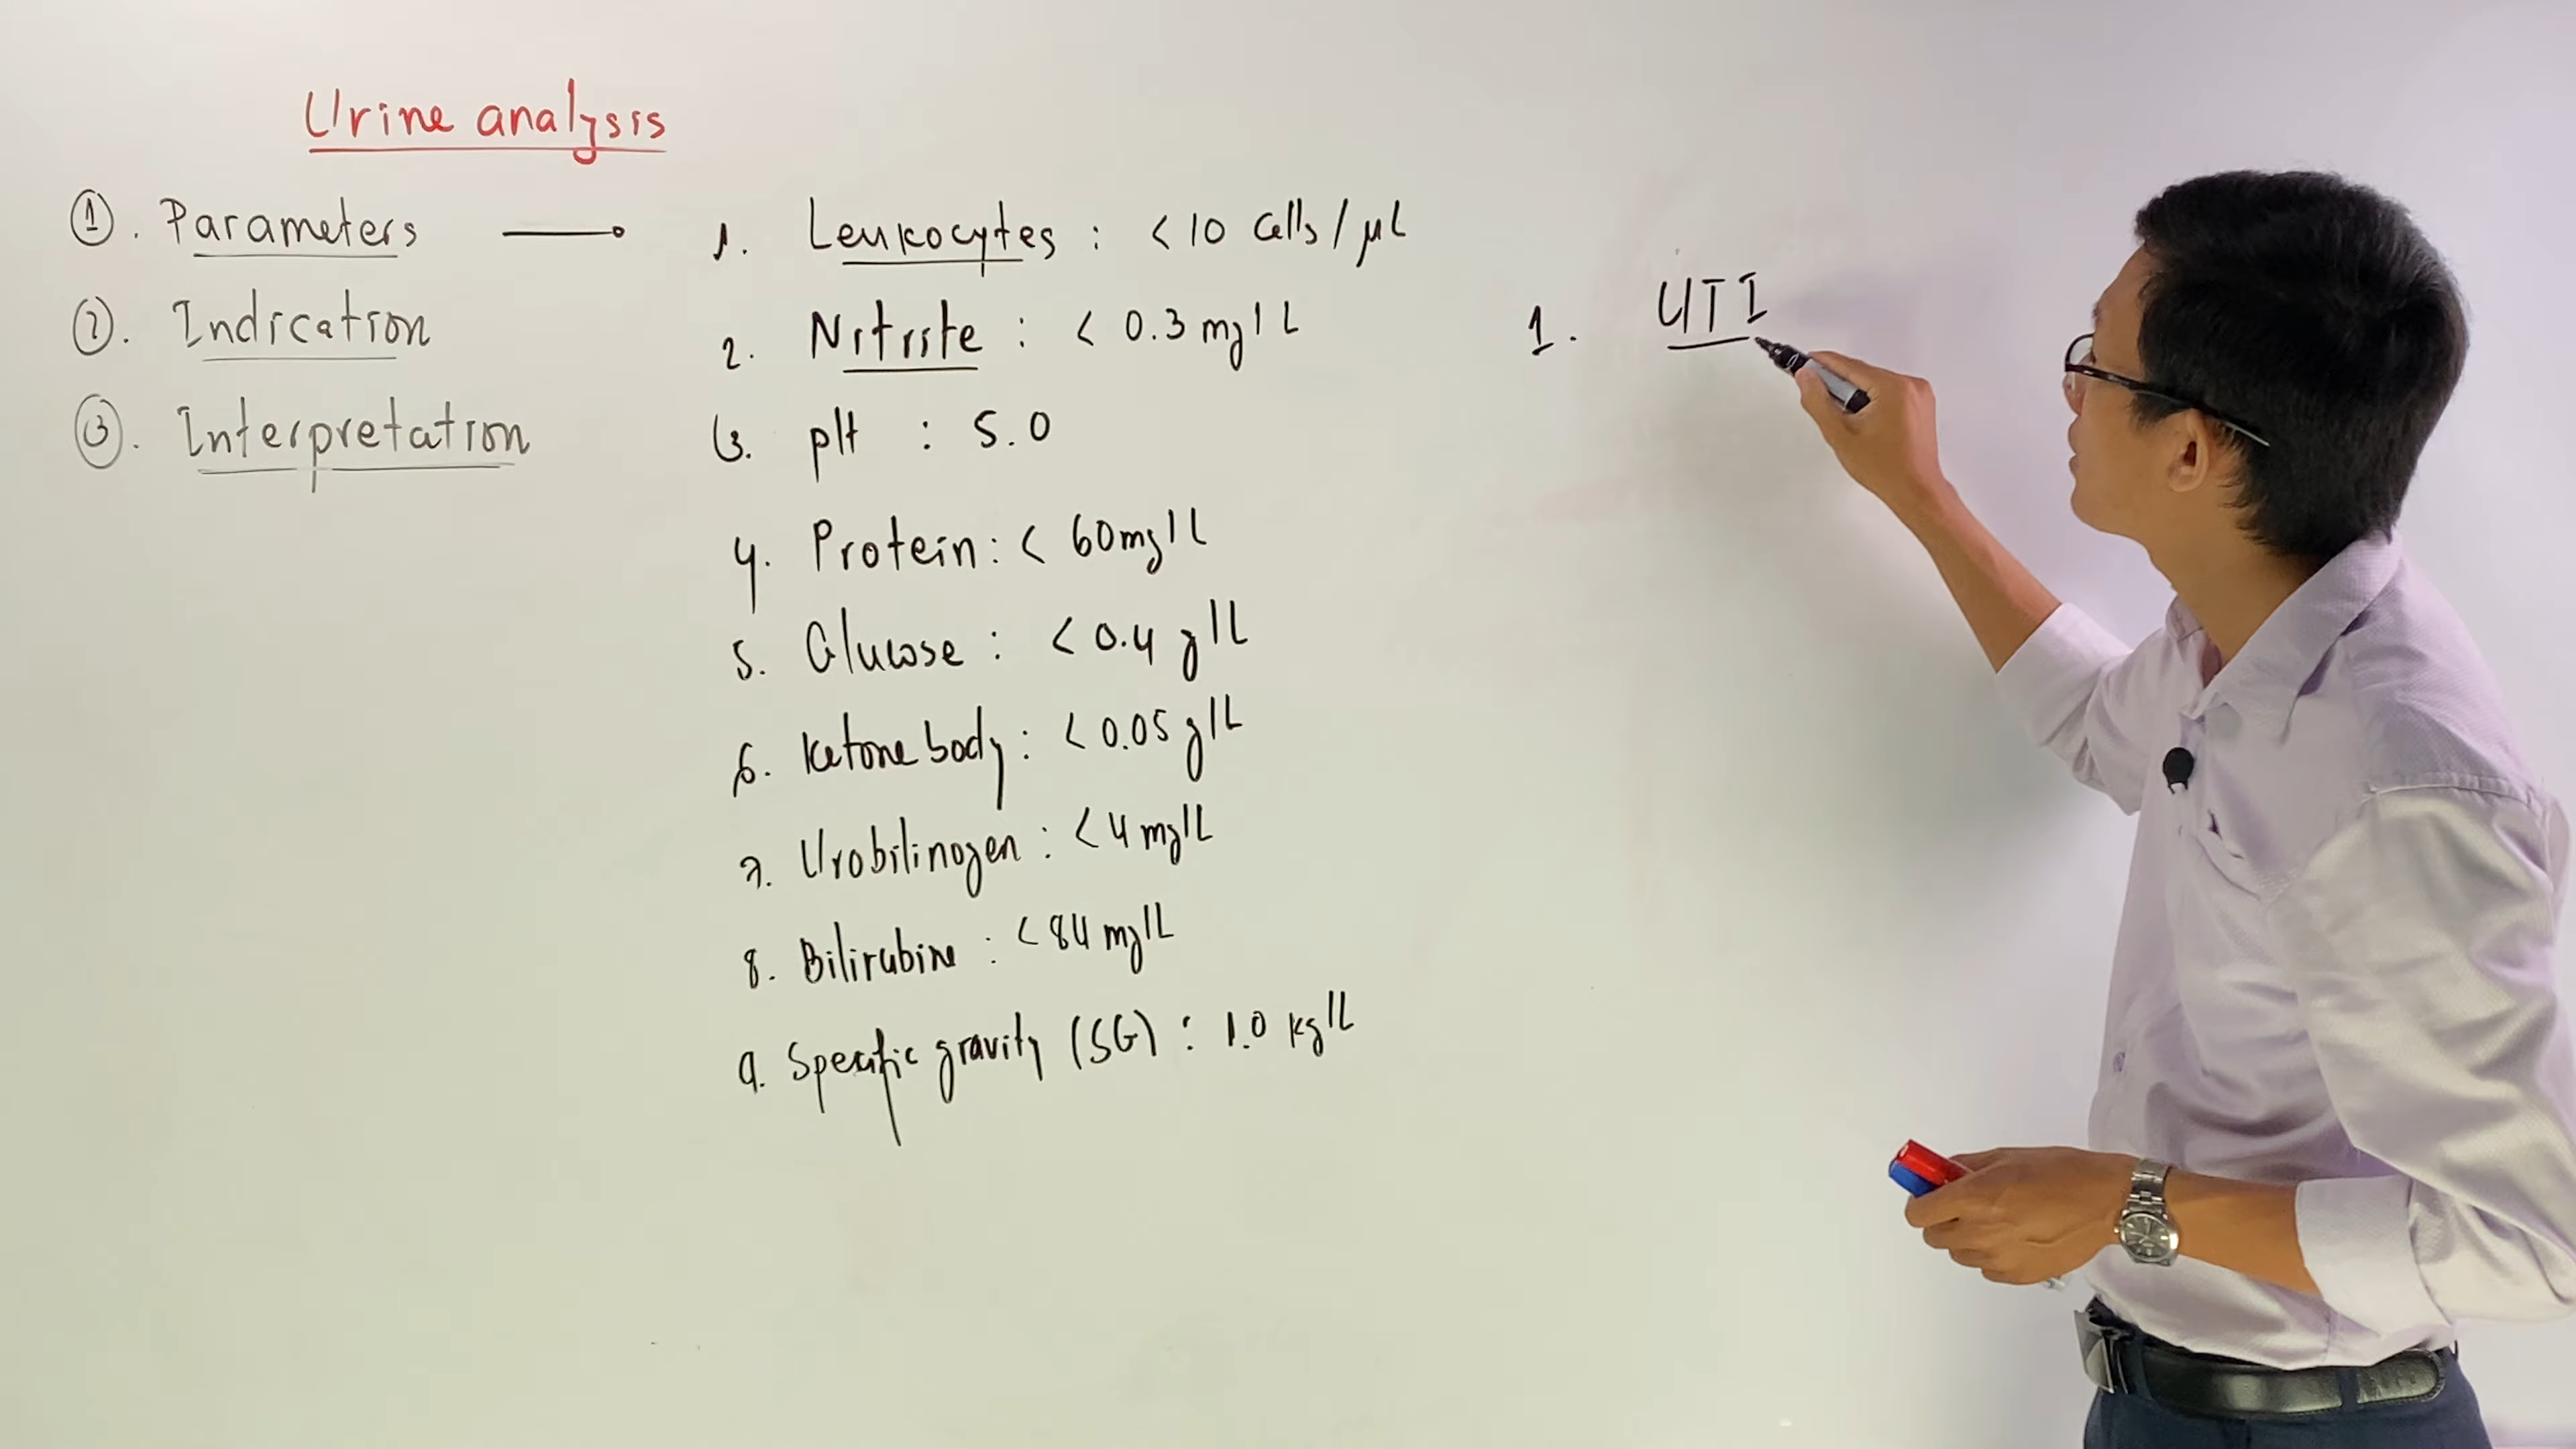 Urine analysis
①. Parameters
②. Indication
③. Interpretation
1. Leukocytes : < 10 Cells/µL
2. Nitrite : < 0.3 mg/L
3. pH : 5.0
4. Protein : < 60mg/L
5. Glucose : < 0.4 g/L
6. Ketone body : < 0.05 g/L
7. Urobilinogen : < 4 mg/L
8. Bilirubine : < 84 mg/L
9. Specific gravity (SG) : 1.0 kg/L
1. UTI